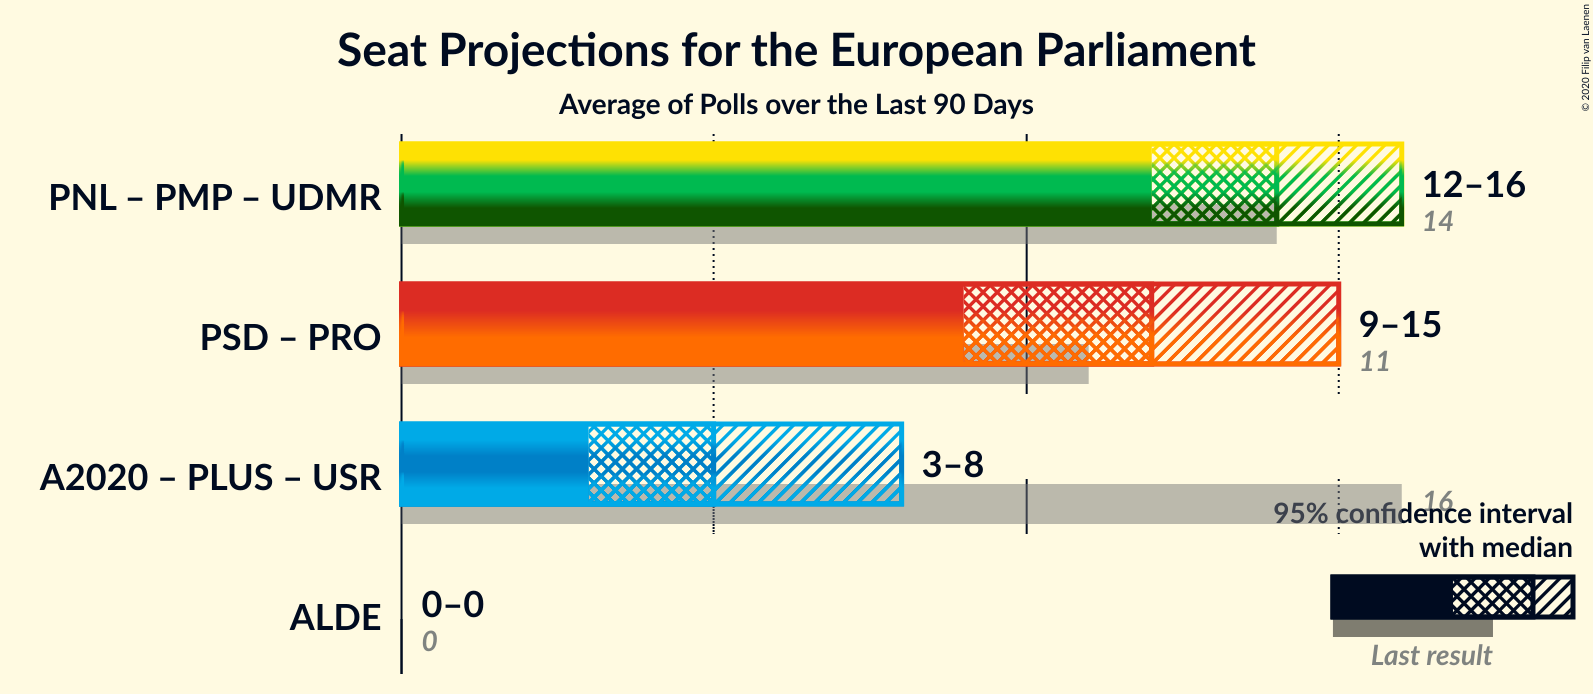 Seat Projections for the European Parliament
Average of Polls over the Last 90 Days
© 2020 Filip van Laenen
PNL – PMP – UDMR
12–16
14
PSD – PRO
9–15
11
A2020 – PLUS – USR
3–8
16
95% confidence interval
with median
ALDE
0–0
0
Last result